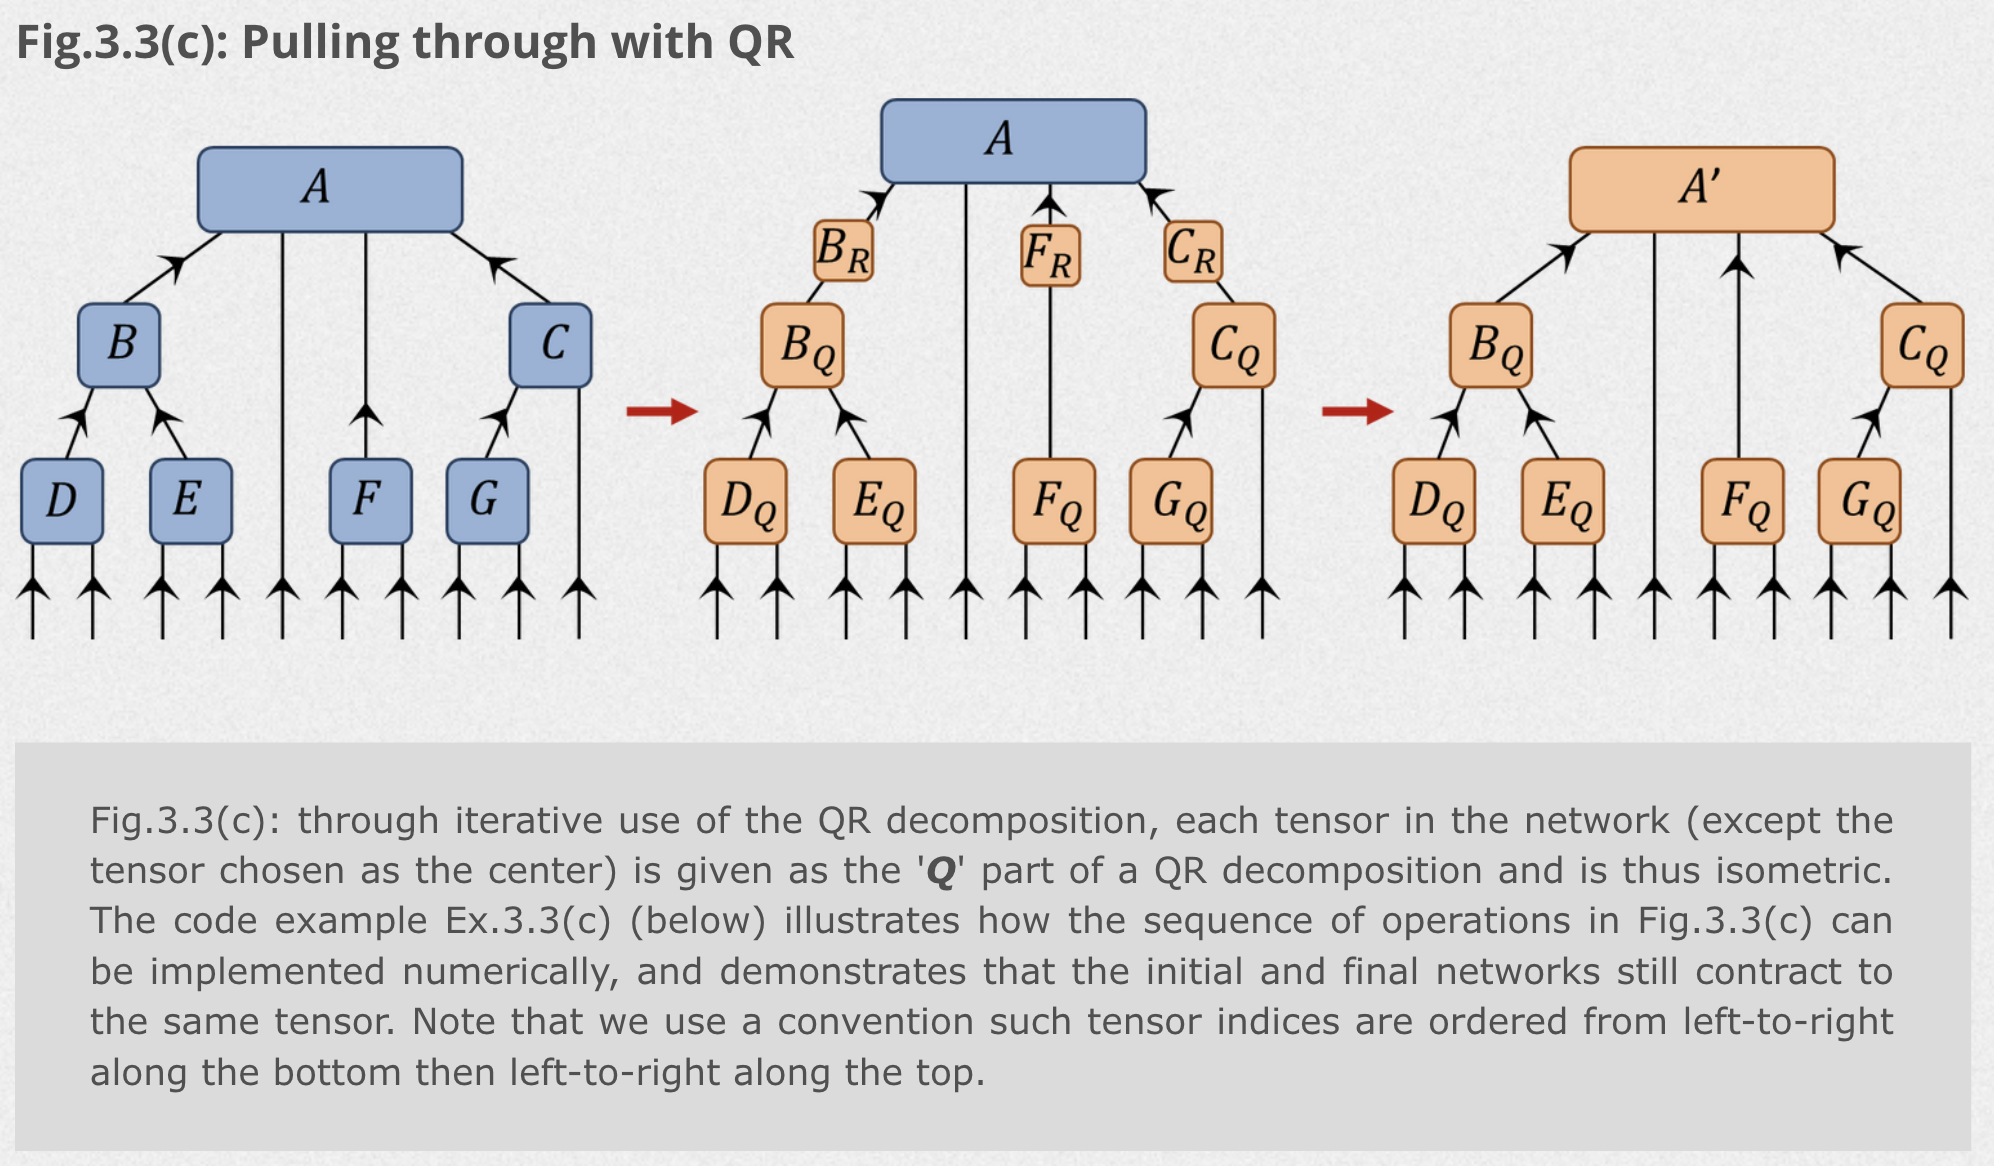 Fig.3.3(c): Pulling through with QR
A
B
C
D
E
F
G
A
B_R
F_R
C_R
B_Q
C_Q
D_Q
E_Q
F_Q
G_Q
A’
B_Q
C_Q
D_Q
E_Q
F_Q
G_Q
Fig.3.3(c): through iterative use of the QR decomposition, each tensor in the network (except the
tensor chosen as the center) is given as the 'Q' part of a QR decomposition and is thus isometric.
The code example Ex.3.3(c) (below) illustrates how the sequence of operations in Fig.3.3(c) can
be implemented numerically, and demonstrates that the initial and final networks still contract to
the same tensor. Note that we use a convention such tensor indices are ordered from left-to-right
along the bottom then left-to-right along the top.